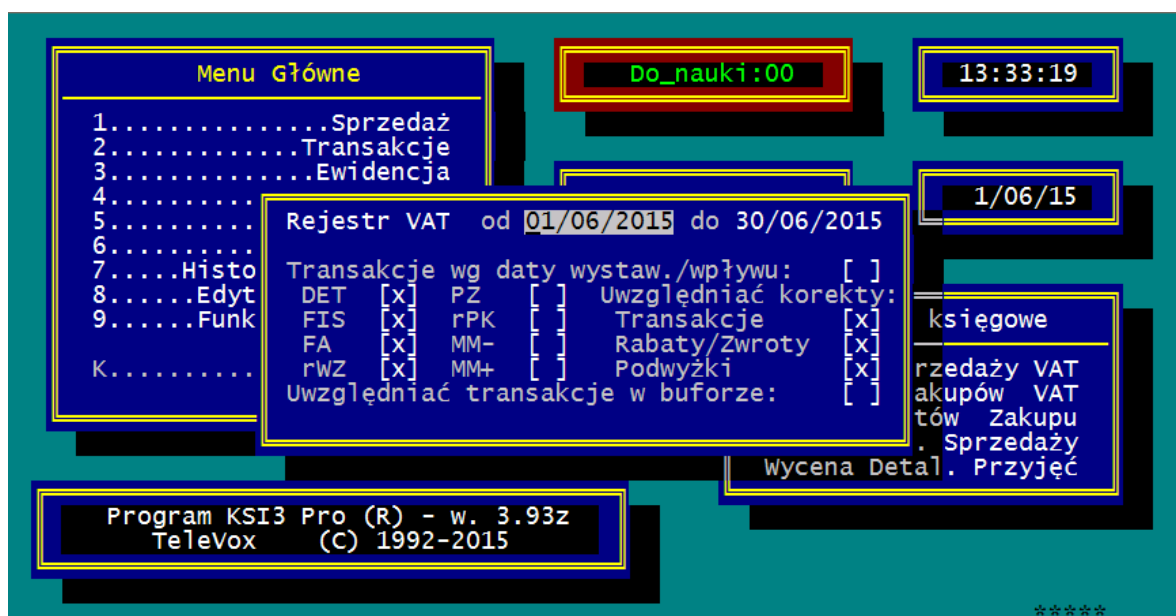 Menu Główne
Do_nauki:00
13:33:19
1...............Sprzedaż
2.............Transakcje
3..............Ewidencja
4..........
5..........
6..........
7.....Histo
8......Edyt
9......Funk
K..........
1/06/15
Rejestr VAT od 01/06/2015 do 30/06/2015
Transakcje wg daty wystaw./wpływu: [ ]
DET [x] PZ [ ] Uwzględniać korekty:
FIS [x] rPK [ ] Transakcje [x]
FA [x] MM- [ ] Rabaty/Zwroty [x]
rWZ [x] MM+ [ ] Podwyżki [x]
Uwzględniać transakcje w buforze: [ ]
księgowe
rzedaży VAT
akupów VAT
tów Zakupu
. Sprzedaży
Wycena Detal. Przyjęć
Program KSI3 Pro (R) - w. 3.93z
TeleVox (C) 1992-2015
*****